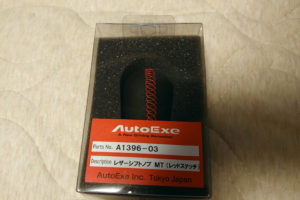 AutoExe
A New Driving Sensation
Parts No. A1396-03
Description レザーシフトノブ MT (レッドステッチ
AutoExe Inc. Tokyo Japan